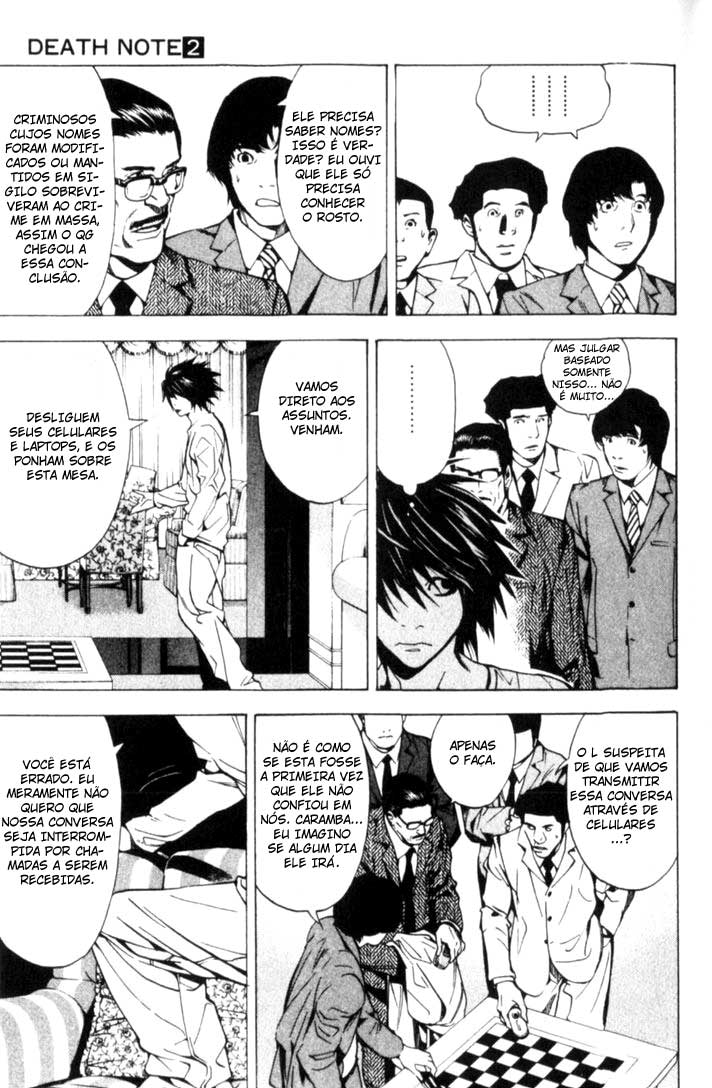 DEATH NOTE 2
ELE PRECISA
SABER NOMES?
ISSO É VER-
DADE? EU OUVI
QUE ELE SÓ
PRECISA
CONHECER
O ROSTO.
CRIMINOSOS
CUJOS NOMES
FORAM MODIFI-
CADOS OU MAN-
TIDOS EM SI-
GILO SOBREVI-
VERAM AO CRI-
ME EM MASSA,
ASSIM O QG
CHEGOU A
ESSA CON-
CLUSÃO.
MAS JULGAR
BASEADO
SOMENTE
NISSO... NÃO
É MUITO...
VAMOS
DIRETO AOS
ASSUNTOS.
VENHAM.
DESLIGUEM
SEUS CELULARES
E LAPTOPS, E OS
PONHAM SOBRE
ESTA MESA.
O L SUSPEITA
DE QUE VAMOS
TRANSMITIR
ESSA CONVERSA
ATRAVÉS DE
CELULARES
...?
APENAS
O FAÇA.
NÃO É COMO
SE ESTA FOSSE
A PRIMEIRA VEZ
QUE ELE NÃO
CONFIOU EM
NÓS. CARAMBA...
EU IMAGINO
SE ALGUM DIA
ELE IRÁ.
VOCÊ ESTÁ
ERRADO. EU
MERAMENTE NÃO
QUERO QUE
NOSSA CONVERSA
SEJA INTERROM-
PIDA POR CHA-
MADAS A SEREM
RECEBIDAS.